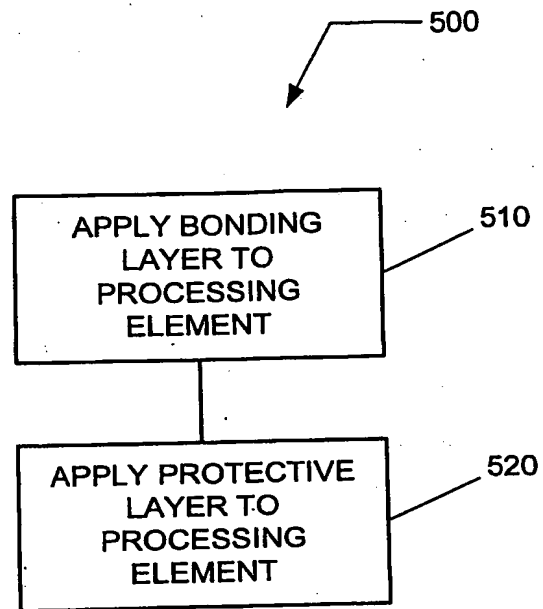 500
APPLY BONDING
LAYER TO
PROCESSING
ELEMENT
510
APPLY PROTECTIVE
LAYER TO
PROCESSING
ELEMENT
520